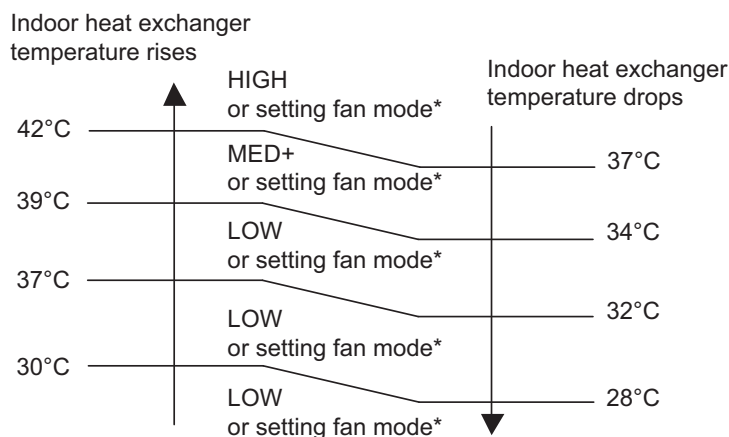 Indoor heat exchanger
temperature rises
Indoor heat exchanger
temperature drops
HIGH
or setting fan mode*
42°C
37°C
MED+
or setting fan mode*
39°C
34°C
LOW
or setting fan mode*
37°C
32°C
LOW
or setting fan mode*
30°C
28°C
LOW
or setting fan mode*